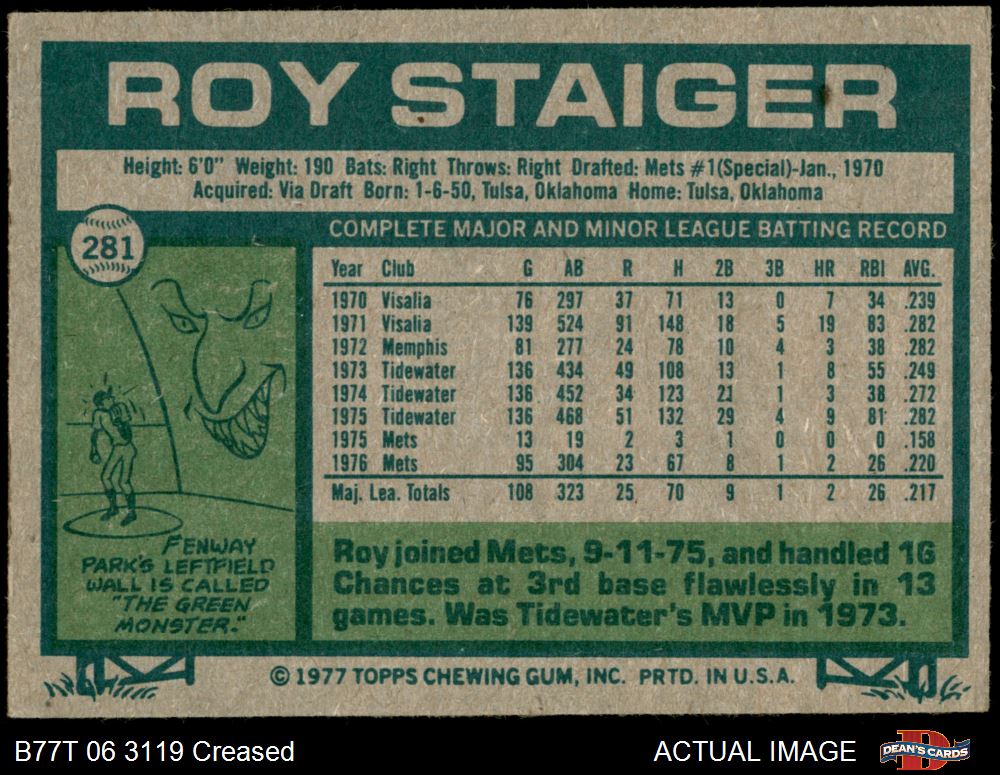 ROY STAIGER
Height: 6'0" Weight: 190 Bats: Right Throws: Right Drafted: Mets #1(Special)-Jan., 1970
Acquired: Via Draft Born: 1-6-50, Tulsa, Oklahoma Home: Tulsa, Oklahoma
281
COMPLETE MAJOR AND MINOR LEAGUE BATTING RECORD
Year Club G AB R H 2B 3B HR RBI AVG.
1970 Visalia 76 297 37 71 13 0 7 34 .239
1971 Visalia 139 524 91 148 18 5 19 83 .282
1972 Memphis 81 277 24 78 10 4 3 38 .282
1973 Tidewater 136 434 49 108 13 1 8 55 .249
1974 Tidewater 136 452 34 123 21 1 3 38 .272
1975 Tidewater 136 468 51 132 29 4 9 81 .282
1975 Mets 13 19 2 3 1 0 0 0 .158
1976 Mets 95 304 23 67 8 1 2 26 .220
Maj. Lea. Totals 108 323 25 70 9 1 2 26 .217
FENWAY
PARK'S LEFTFIELD
WALL IS CALLED
"THE GREEN
MONSTER."
Roy joined Mets, 9-11-75, and handled 16
Chances at 3rd base flawlessly in 13
games. Was Tidewater's MVP in 1973.
© 1977 TOPPS CHEWING GUM, INC. PRTD. IN U.S.A.
B77T 06 3119 Creased
ACTUAL IMAGE
DEAN'S CARDS